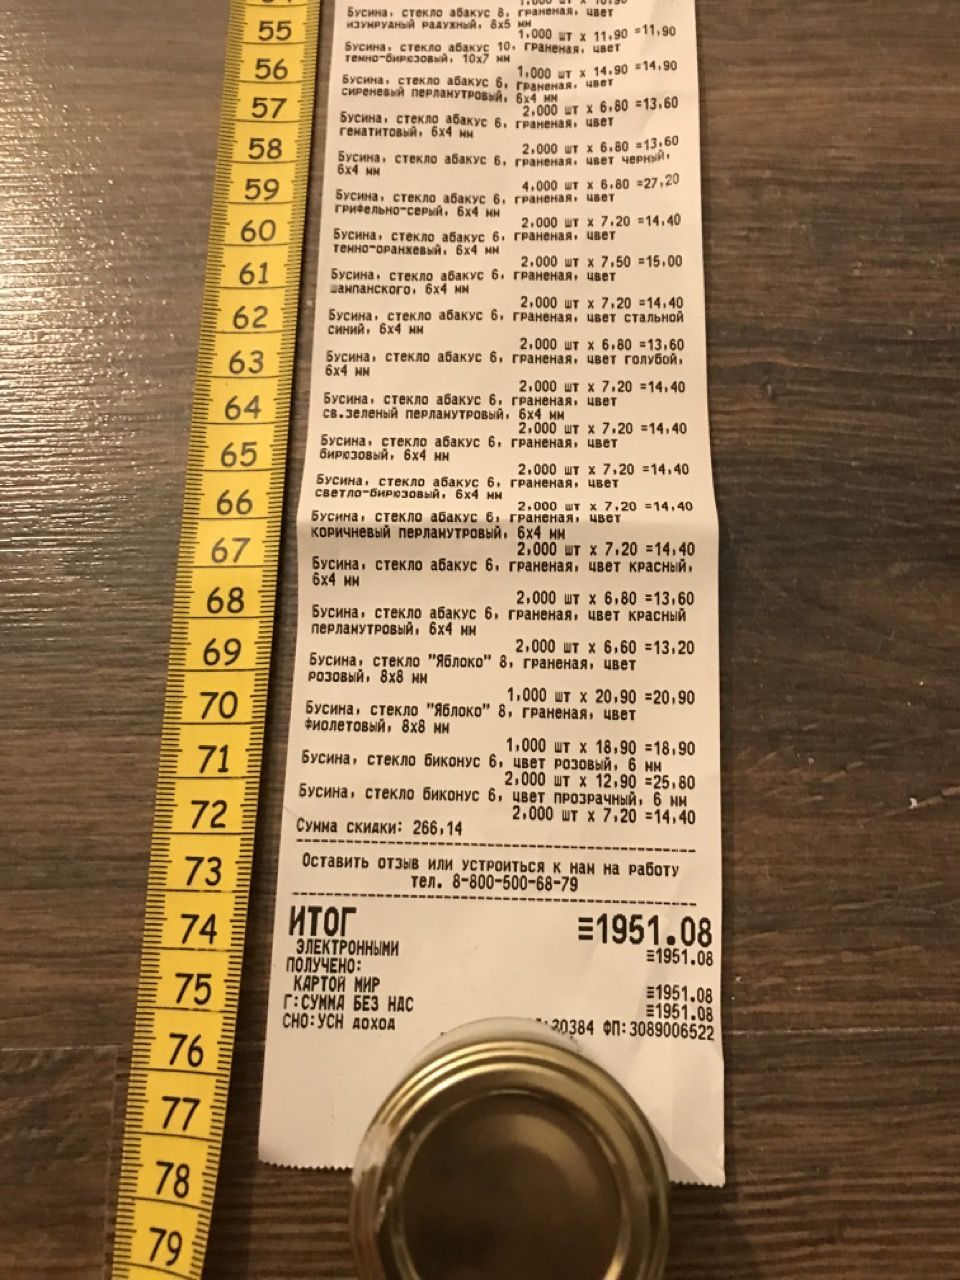 55
56
57
58
59
60
61
62
63
64
65
66
67
68
69
70
71
72
73
74
75
76
77
78
79
Бусина, стекло абакус 8, граненая, цвет
изумрудный радужный, 8х5 мм
1,000 шт х 11,90 =11,90
Бусина, стекло абакус 10, граненая, цвет
темно-бирюзовый, 10х7 мм
1,000 шт х 14,90 =14,90
Бусина, стекло абакус 6, граненая, цвет
сиреневый перламутровый, 6х4 мм
2,000 шт х 6,80 =13,60
Бусина, стекло абакус 6, граненая, цвет
гематитовый, 6х4 мм
2,000 шт х 6,80 =13,60
Бусина, стекло абакус 6, граненая, цвет черный,
6х4 мм
4,000 шт х 6,80 =27,20
Бусина, стекло абакус 6, граненая, цвет
грифельно-серый, 6х4 мм
2,000 шт х 7,20 =14,40
Бусина, стекло абакус 6, граненая, цвет
темно-оранжевый, 6х4 мм
2,000 шт х 7,50 =15,00
Бусина, стекло абакус 6, граненая, цвет
шампанского, 6х4 мм
2,000 шт х 7,20 =14,40
Бусина, стекло абакус 6, граненая, цвет стальной
синий, 6х4 мм
2,000 шт х 6,80 =13,60
Бусина, стекло абакус 6, граненая, цвет голубой,
6х4 мм
2,000 шт х 7,20 =14,40
Бусина, стекло абакус 6, граненая, цвет
св.зеленый перламутровый, 6х4 мм
2,000 шт х 7,20 =14,40
Бусина, стекло абакус 6, граненая, цвет
бирюзовый, 6х4 мм
2,000 шт х 7,20 =14,40
Бусина, стекло абакус 6, граненая, цвет
светло-бирюзовый, 6х4 мм
2,000 шт х 7,20 =14,40
Бусина, стекло абакус 6, граненая, цвет
коричневый перламутровый, 6х4 мм
2,000 шт х 7,20 =14,40
Бусина, стекло абакус 6, граненая, цвет красный,
6х4 мм
2,000 шт х 6,80 =13,60
Бусина, стекло абакус 6, граненая, цвет красный
перламутровый, 6х4 мм
2,000 шт х 6,60 =13,20
Бусина, стекло "Яблоко" 8, граненая, цвет
розовый, 8х8 мм
1,000 шт х 20,90 =20,90
Бусина, стекло "Яблоко" 8, граненая, цвет
фиолетовый, 8х8 мм
1,000 шт х 18,90 =18,90
Бусина, стекло биконус 6, цвет розовый, 6 мм
2,000 шт х 12,90 =25,80
Бусина, стекло биконус 6, цвет прозрачный, 6 мм
2,000 шт х 7,20 =14,40
Сумма скидки: 266,14
Оставить отзыв или устроиться к нам на работу
тел. 8-800-500-68-79
ИТОГ ≡1951.08
ЭЛЕКТРОННЫМИ ≡1951.08
ПОЛУЧЕНО:
КАРТОЙ МИР ≡1951.08
Г:СУММА БЕЗ НДС ≡1951.08
СНО:УСН доход
20384 ФП:3089006522